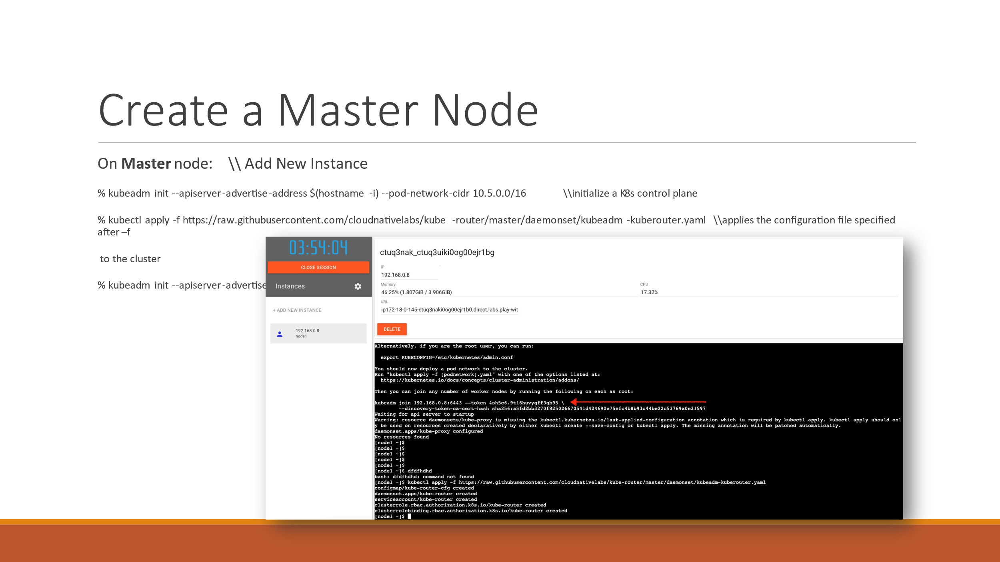 Create a Master Node
On Master node: \\ Add New Instance
% kubeadm init --apiserver-advertise-address $(hostname -i) --pod-network-cidr 10.5.0.0/16 \\initialize a K8s control plane
% kubectl apply -f https://raw.githubusercontent.com/cloudnativelabs/kube -router/master/daemonset/kubeadm -kuberouter.yaml \\applies the configuration file specified
after –f
to the cluster
% kubeadm init --apiserver-advertise
03:54:04
CLOSE SESSION
Instances
+ ADD NEW INSTANCE
192.168.0.8
node1
ctuq3nak_ctuq3uiki0og00ejr1bg
IP
192.168.0.8
Memory
46.25% (1.807GiB / 3.906GiB)
CPU
17.32%
URL
ip172-18-0-145-ctuq3naki0og00ejr1b0.direct.labs.play-wit
DELETE
Alternatively, if you are the root user, you can run:
export KUBECONFIG=/etc/kubernetes/admin.conf
You should now deploy a pod network to the cluster.
Run "kubectl apply -f [podnetwork].yaml" with one of the options listed at:
https://kubernetes.io/docs/concepts/cluster-administration/addons/
Then you can join any number of worker nodes by running the following on each as root:
kubeadm join 192.168.0.8:6443 --token 4sh5c6.9tl6huvygff3gb95 \
--discovery-token-ca-cert-hash sha256:a5fd2bb3270f825026670541d424690e75efc4b8b93c44be22c53769a0e31597
Waiting for api server to startup
Warning: resource daemonsets/kube-proxy is missing the kubectl.kubernetes.io/last-applied-configuration annotation which is required by kubectl apply. kubectl apply should onl
y be used on resources created declaratively by either kubectl create --save-config or kubectl apply. The missing annotation will be patched automatically.
daemonset.apps/kube-proxy configured
No resources found
[node1 ~]$
[node1 ~]$
[node1 ~]$
[node1 ~]$
[node1 ~]$
[node1 ~]$ dfdfhdhd
bash: dfdfhdhd: command not found
[node1 ~]$ kubectl apply -f https://raw.githubusercontent.com/cloudnativelabs/kube-router/master/daemonset/kubeadm-kuberouter.yaml
configmap/kube-router-cfg created
daemonset.apps/kube-router created
serviceaccount/kube-router created
clusterrole.rbac.authorization.k8s.io/kube-router created
clusterrolebinding.rbac.authorization.k8s.io/kube-router created
[node1 ~]$